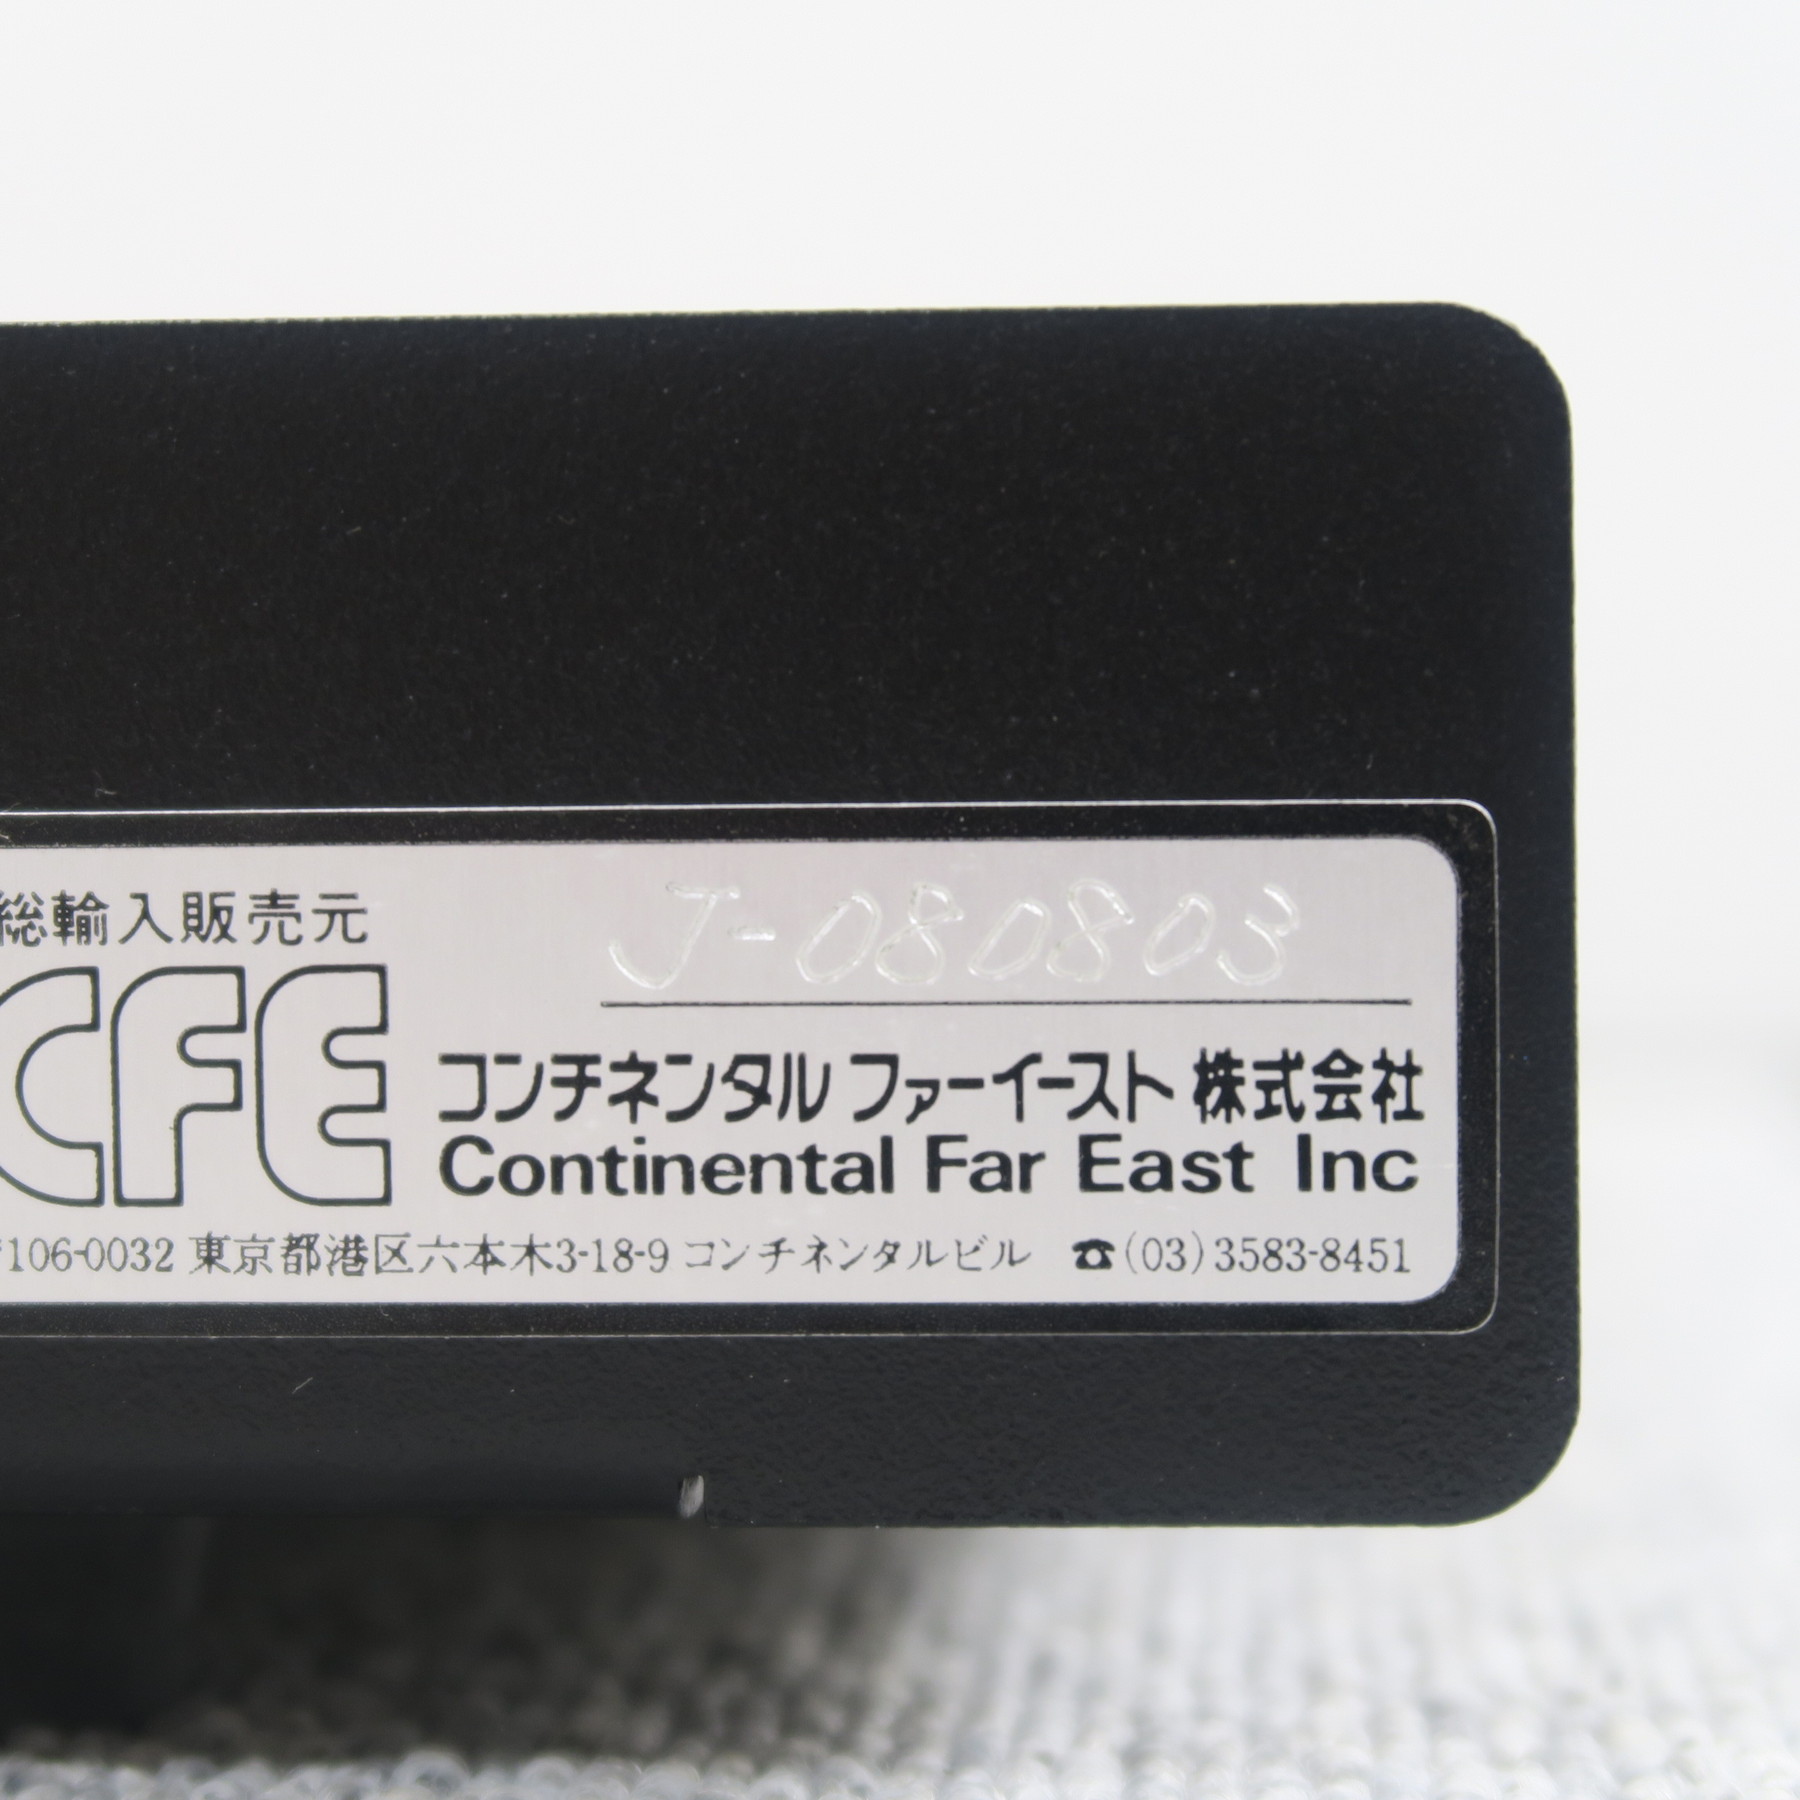 総輸入販売元
J-080803
CFE
コンチネンタル ファーイースト 株式会社
Continental Far East Inc
〒106-0032 東京都港区六本木3-18-9 コンチネンタルビル ☎(03)3583-8451